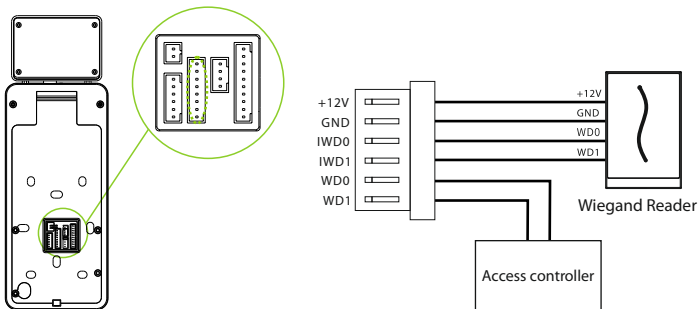 +12V
GND
IWD0
IWD1
WD0
WD1
+12V
GND
WD0
WD1
Wiegand Reader
Access controller